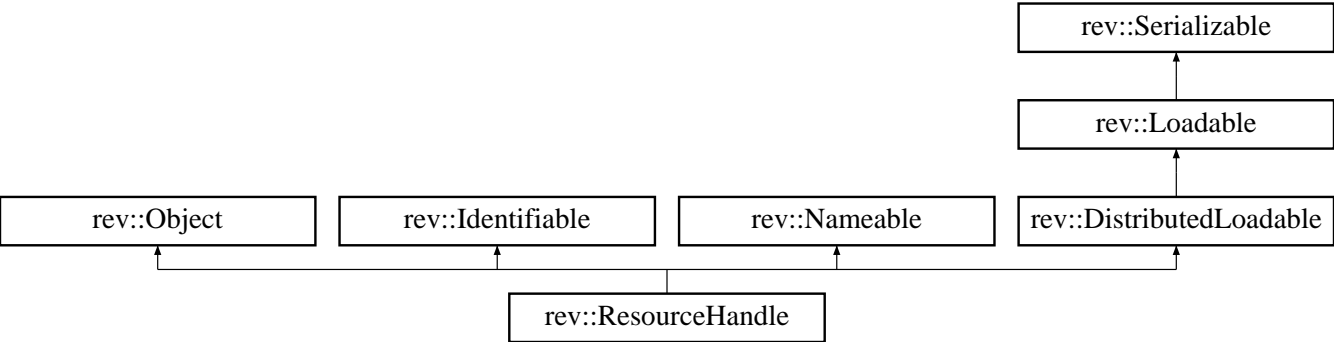 rev::Serializable
rev::Loadable
rev::Object
rev::Identifiable
rev::Nameable
rev::DistributedLoadable
rev::ResourceHandle